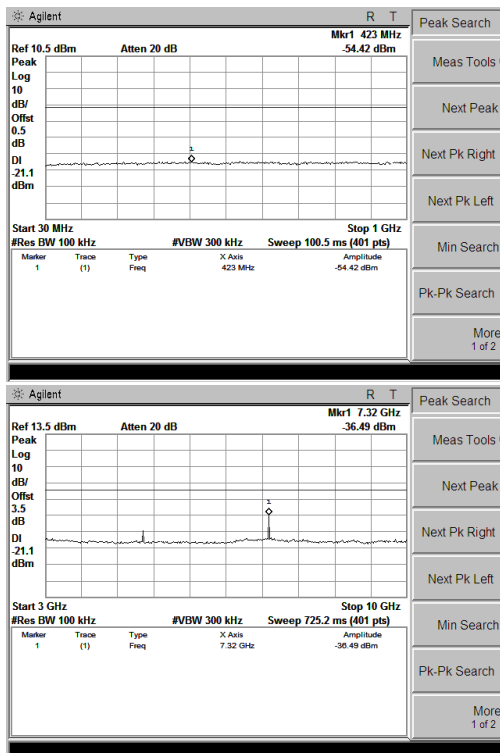 Agilent R T
Mkr1 423 MHz
Ref 10.5 dBm Atten 20 dB -54.42 dBm
Peak
Log
10
dB/
Offst
0.5
dB
DI
-21.1
dBm
1
Start 30 MHz Stop 1 GHz
#Res BW 100 kHz #VBW 300 kHz Sweep 100.5 ms (401 pts)
Marker Trace Type X Axis Amplitude
1 (1) Freq 423 MHz -54.42 dBm
Peak Search
Meas Tools
Next Peak
Next Pk Right
Next Pk Left
Min Search
Pk-Pk Search
More
1 of 2
Agilent R T
Mkr1 7.32 GHz
Ref 13.5 dBm Atten 20 dB -36.49 dBm
Peak
Log
10
dB/
Offst
3.5
dB
DI
-21.1
dBm
1
Start 3 GHz Stop 10 GHz
#Res BW 100 kHz #VBW 300 kHz Sweep 725.2 ms (401 pts)
Marker Trace Type X Axis Amplitude
1 (1) Freq 7.32 GHz -36.49 dBm
Peak Search
Meas Tools
Next Peak
Next Pk Right
Next Pk Left
Min Search
Pk-Pk Search
More
1 of 2